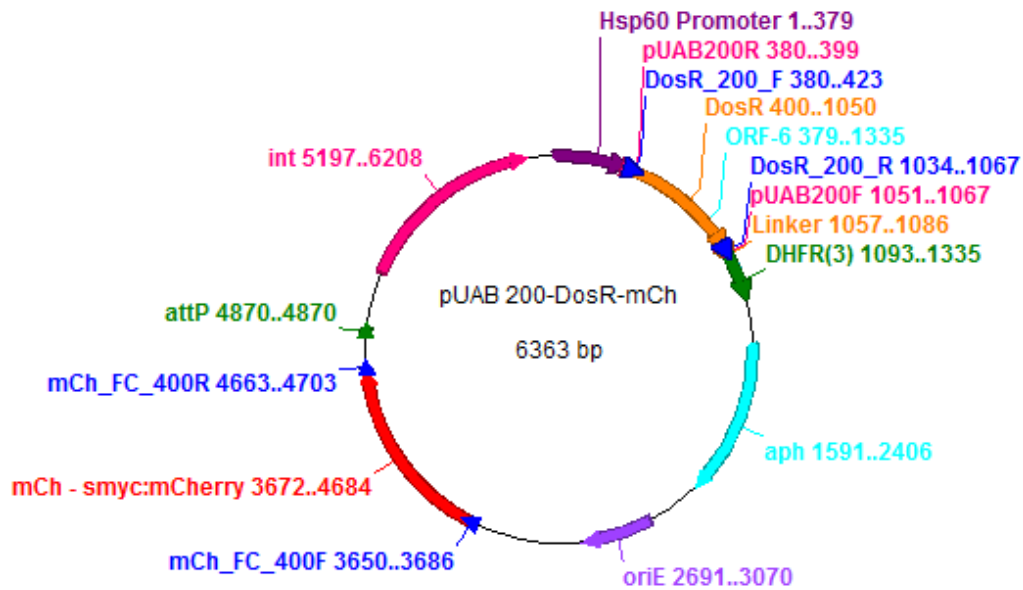 Hsp60 Promoter 1..379
pUAB200R 380..399
DosR_200_F 380..423
DosR 400..1050
ORF-6 379..1335
DosR_200_R 1034..1067
pUAB200F 1051..1067
Linker 1057..1086
DHFR(3) 1093..1335
int 5197..6208
pUAB 200-DosR-mCh
6363 bp
attP 4870..4870
mCh_FC_400R 4663..4703
aph 1591..2406
mCh - smyc:mCherry 3672..4684
mCh_FC_400F 3650..3686
oriE 2691..3070